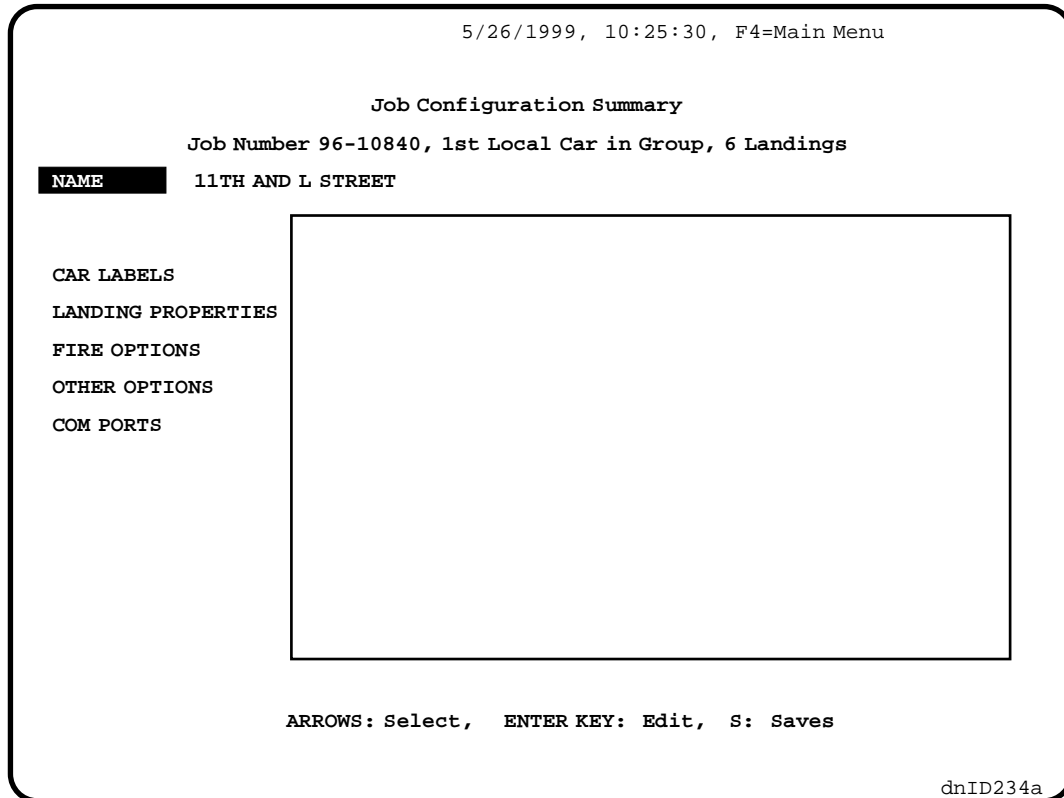 5/26/1999, 10:25:30, F4=Main Menu
Job Configuration Summary
Job Number 96-10840, 1st Local Car in Group, 6 Landings
NAME 11TH AND L STREET
CAR LABELS
LANDING PROPERTIES
FIRE OPTIONS
OTHER OPTIONS
COM PORTS
ARROWS: Select, ENTER KEY: Edit, S: Saves
dnID234a